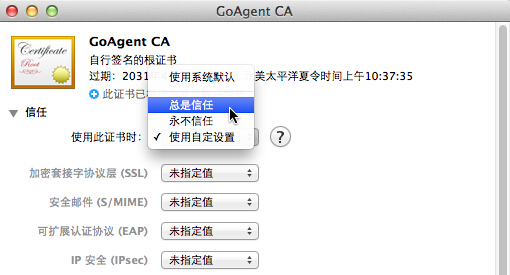 GoAgent CA
Certificate
Root
GoAgent CA
自行签名的根证书
过期：2031年
美太平洋夏令时间上午10:37:35
此证书已
使用系统默认
总是信任
永不信任
✓ 使用自定设置
信任
使用此证书时：
?
加密套接字协议层 (SSL) 未指定值
安全邮件 (S/MIME) 未指定值
可扩展认证协议 (EAP) 未指定值
IP 安全 (IPsec) 未指定值